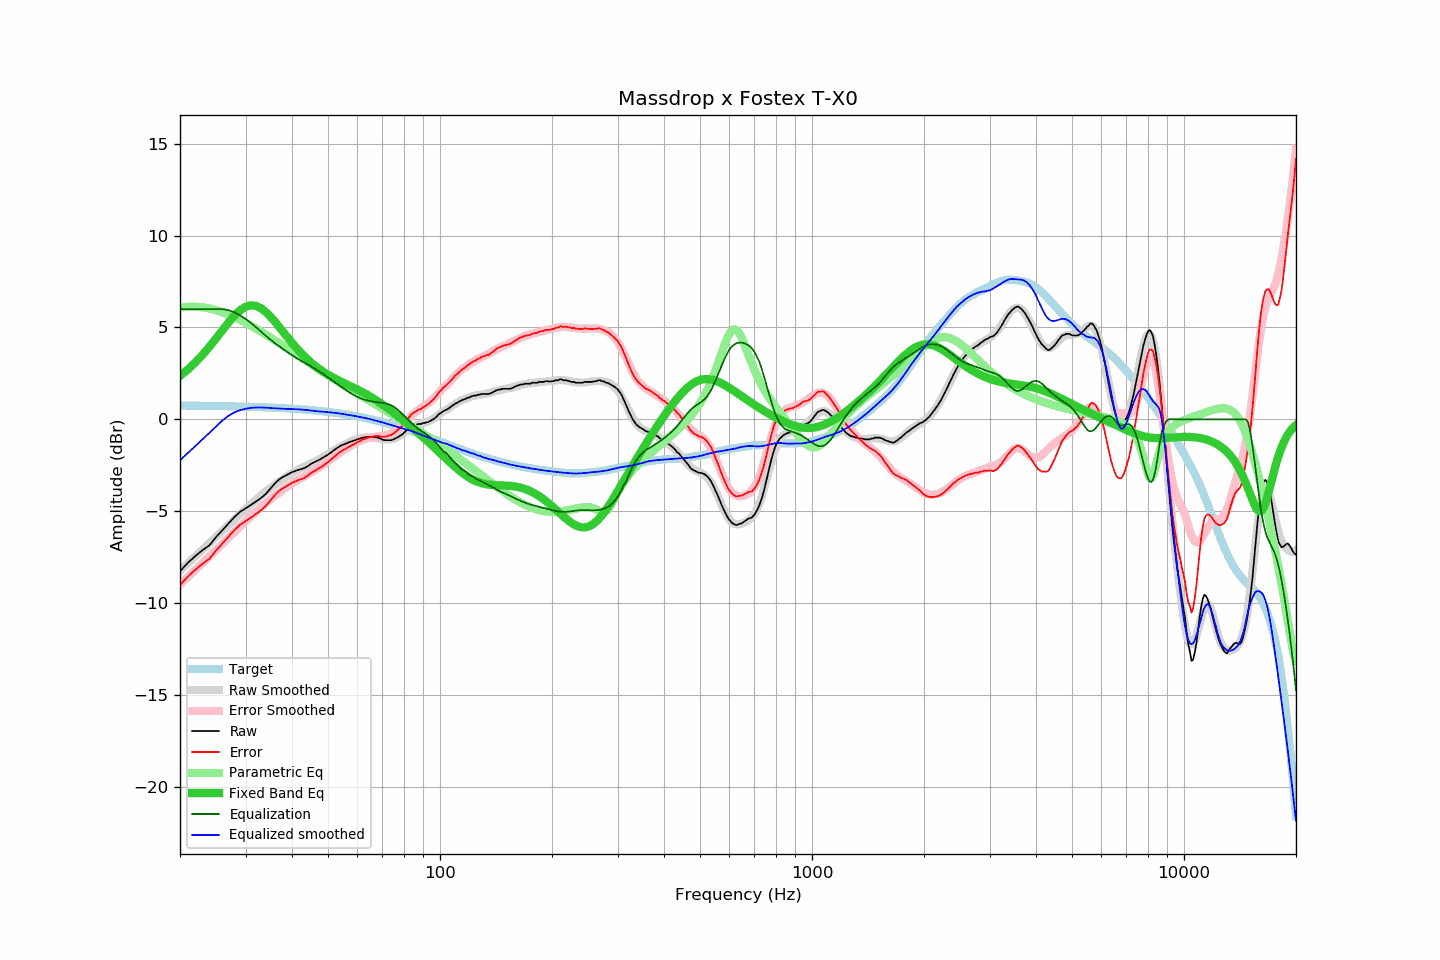 Massdrop x Fostex T-X0
Amplitude (dBr)
15
10
5
0
−5
−10
−15
−20
Target
Raw Smoothed
Error Smoothed
Raw
Error
Parametric Eq
Fixed Band Eq
Equalization
Equalized smoothed
100 1000 10000
Frequency (Hz)